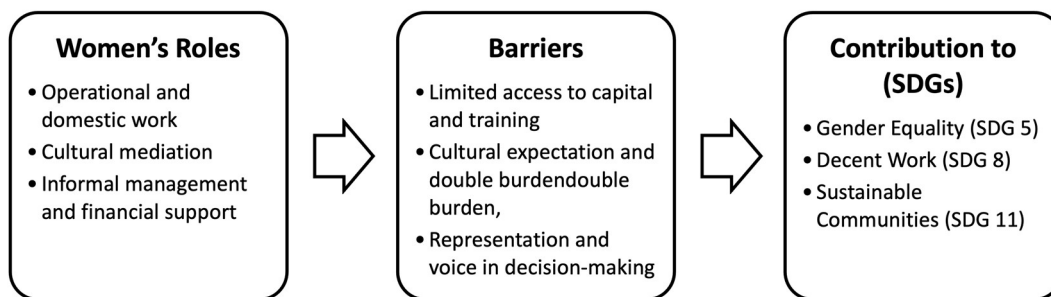 Women’s Roles
• Operational and
domestic work
• Cultural mediation
• Informal management
and financial support
Barriers
• Limited access to capital
and training
• Cultural expectation and
double burdendouble
burden,
• Representation and
voice in decision-making
Contribution to
(SDGs)
• Gender Equality (SDG 5)
• Decent Work (SDG 8)
• Sustainable
Communities (SDG 11)